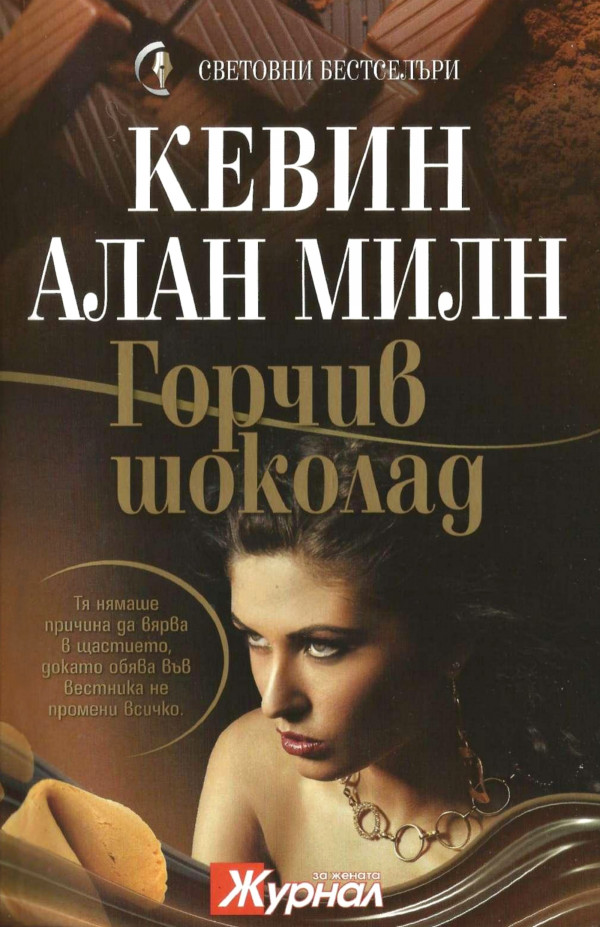 СВЕТОВНИ БЕСТСЕЛЪРИ
КЕВИН
АЛАН МИЛН
Горчив
шоколад
Тя нямаше
причина да вярва
в щастието,
докато обява във
вестника не
промени всичко.
за жената
Журнал